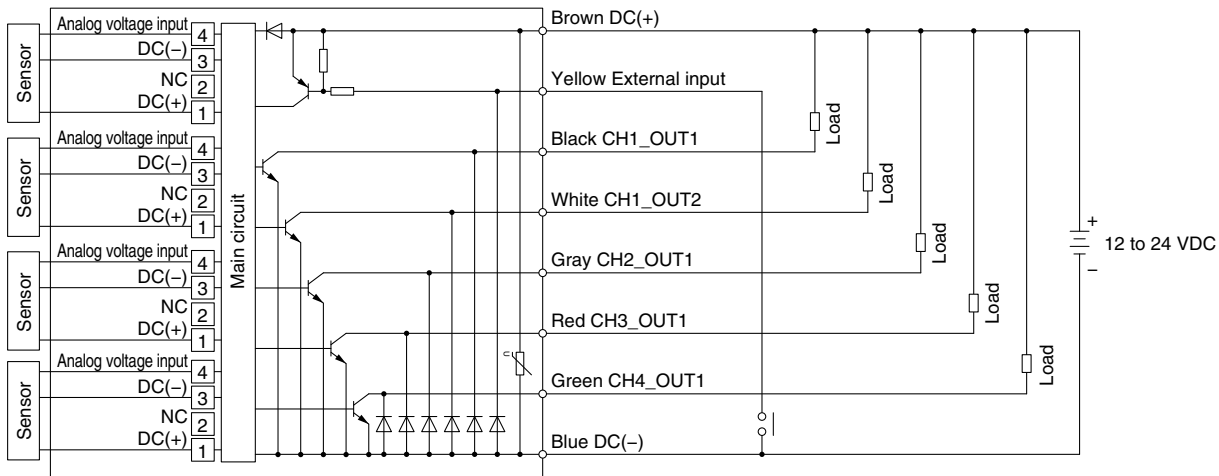 Sensor
Analog voltage input 4
DC(−) 3
NC 2
DC(+) 1
Sensor
Analog voltage input 4
DC(−) 3
NC 2
DC(+) 1
Sensor
Analog voltage input 4
DC(−) 3
NC 2
DC(+) 1
Sensor
Analog voltage input 4
DC(−) 3
NC 2
DC(+) 1
Main circuit
Brown DC(+)
Yellow External input
Black CH1_OUT1
White CH1_OUT2
Gray CH2_OUT1
Red CH3_OUT1
Green CH4_OUT1
Blue DC(−)
Load
Load
Load
Load
Load
+
12 to 24 VDC
−